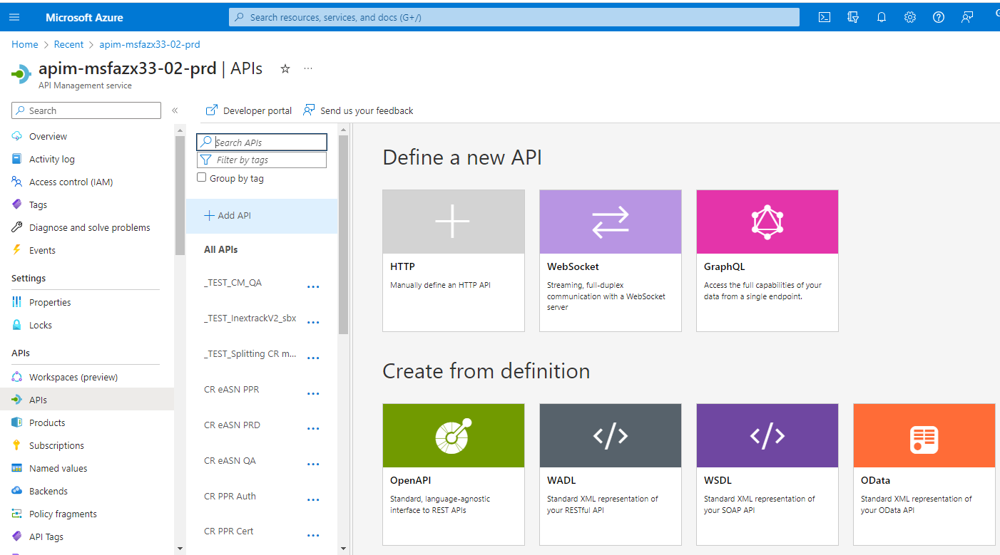 Microsoft Azure
Search resources, services, and docs (G+/)
Home > Recent > apim-msfazx33-02-prd
apim-msfazx33-02-prd | APIs
API Management service
Search
Developer portal
Send us your feedback
Overview
Activity log
Access control (IAM)
Tags
Diagnose and solve problems
Events
Settings
Properties
Locks
APIs
Workspaces (preview)
APIs
Products
Subscriptions
Named values
Backends
Policy fragments
API Tags
Search APIs
Filter by tags
Group by tag
Add API
All APIs
_TEST_CM_QA
_TEST_InextrackV2_sbx
_TEST_Splitting CR m...
CR eASN PPR
CR eASN PRD
CR eASN QA
CR PPR Auth
CR PPR Cert
Define a new API
HTTP
Manually define an HTTP API
WebSocket
Streaming, full-duplex
communication with a WebSocket
server
GraphQL
Access the full capabilities of your
data from a single endpoint.
Create from definition
OpenAPI
Standard, language-agnostic
interface to REST APIs
WADL
Standard XML representation of
your RESTful API
WSDL
Standard XML representation of
your SOAP API
OData
Standard XML representation of
your OData API